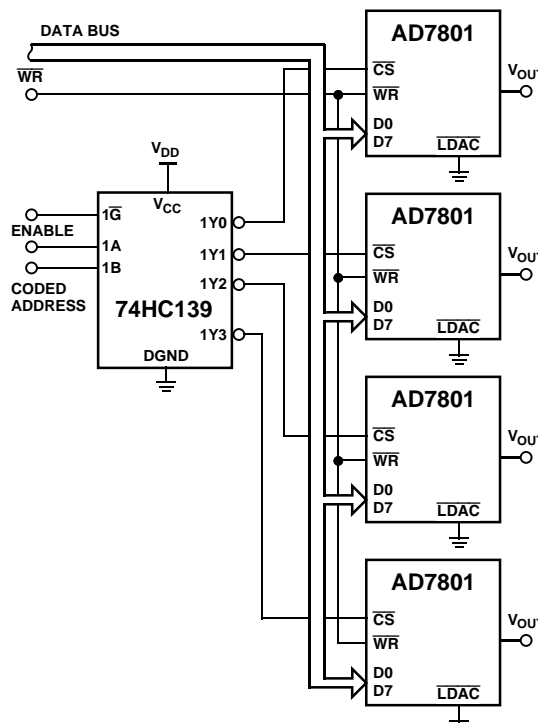 DATA BUS
WR
VDD
VCC
1G
ENABLE
1A
1B
CODED
ADDRESS
74HC139
1Y0
1Y1
1Y2
1Y3
DGND
AD7801
CS
WR
D0
D7
LDAC
VOUT
AD7801
CS
WR
D0
D7
LDAC
VOUT
AD7801
CS
WR
D0
D7
LDAC
VOUT
AD7801
CS
WR
D0
D7
LDAC
VOUT